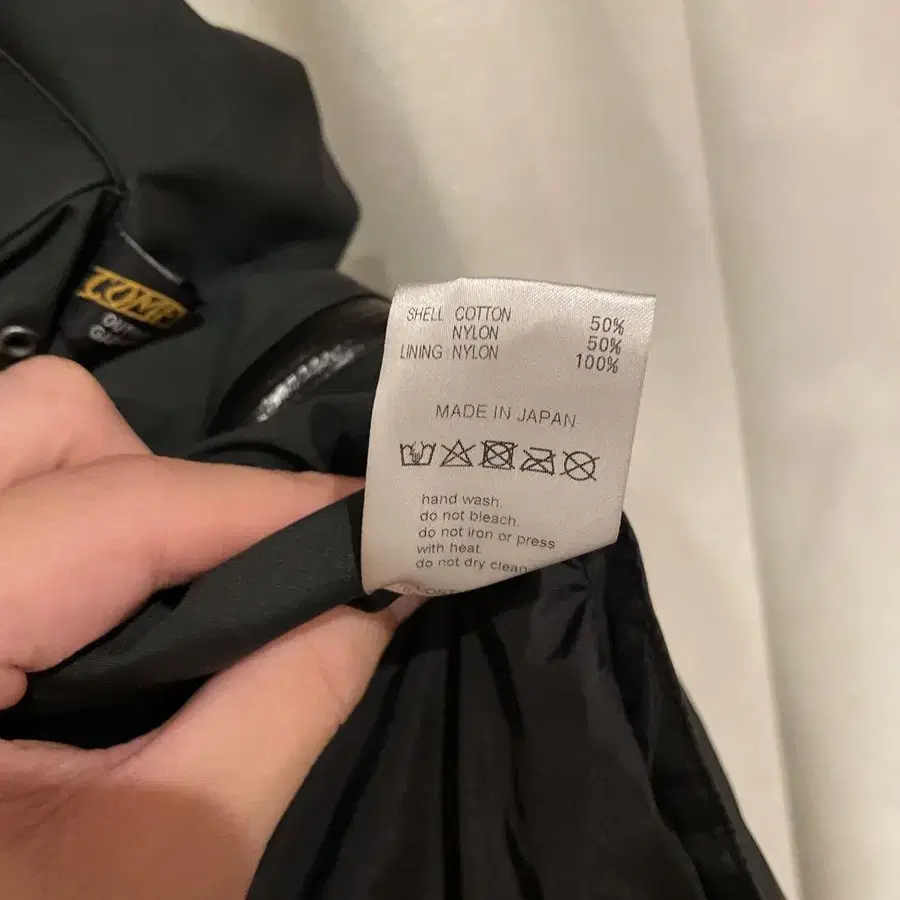 COMF
SHELL COTTON 50%
NYLON 50%
LINING NYLON 100%
MADE IN JAPAN
hand wash.
do not bleach.
do not iron or press
with heat.
do not dry clean